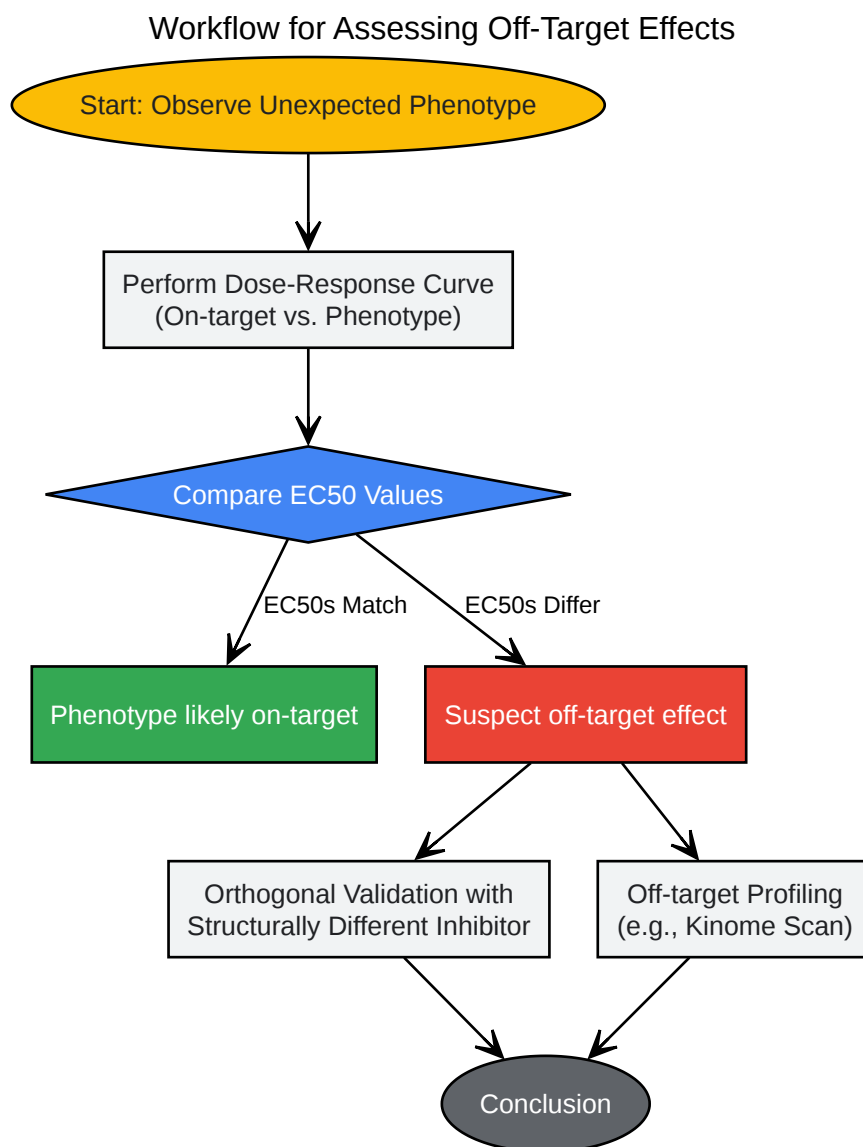 Workflow for Assessing Off-Target Effects
Start: Observe Unexpected Phenotype
Perform Dose-Response Curve
(On-target vs. Phenotype)
Compare EC50 Values
EC50s Match
EC50s Differ
Phenotype likely on-target
Suspect off-target effect
Orthogonal Validation with
Structurally Different Inhibitor
Off-target Profiling
(e.g., Kinome Scan)
Conclusion